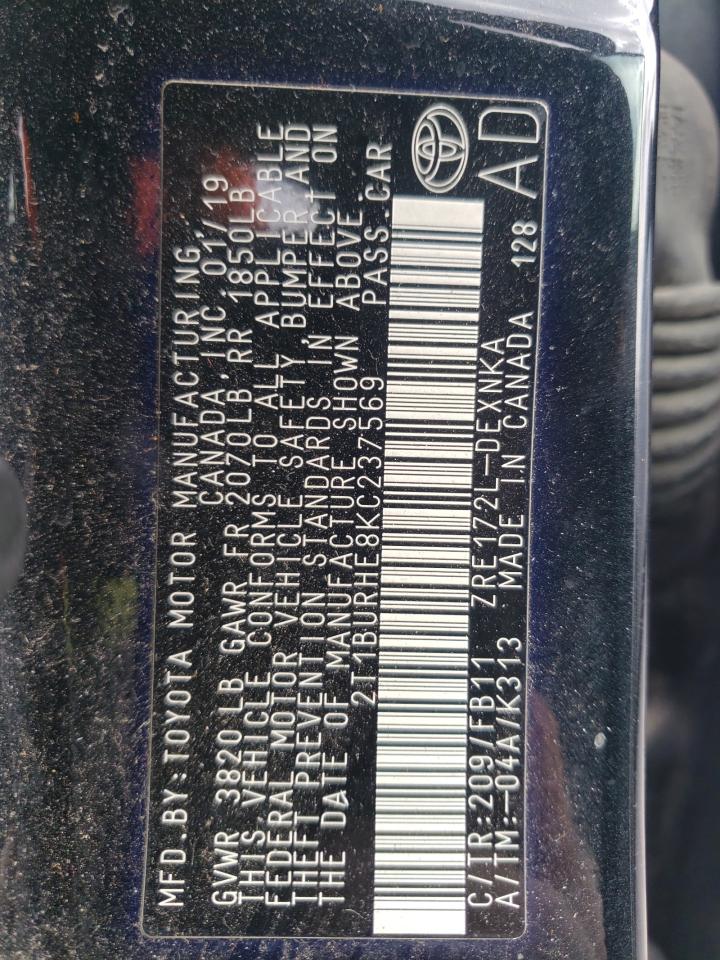 MFD.BY:TOYOTA MOTOR MANUFACTURING
CANADA, INC. 01/19
GVWR 3820LB GAWR FR 2070LB RR 1850LB
THIS VEHICLE CONFORMS TO ALL APPLICABLE
FEDERAL MOTOR VEHICLE SAFETY, BUMPER, AND
THEFT PREVENTION STANDARDS IN EFFECT ON
THE DATE OF MANUFACTURE SHOWN ABOVE.
2T1BURHE8KC237569 PASS.CAR
C/TR:209/FB11 ZRE172L-DEXNKA
A/TM:-04A/K313 MADE IN CANADA 128 AD